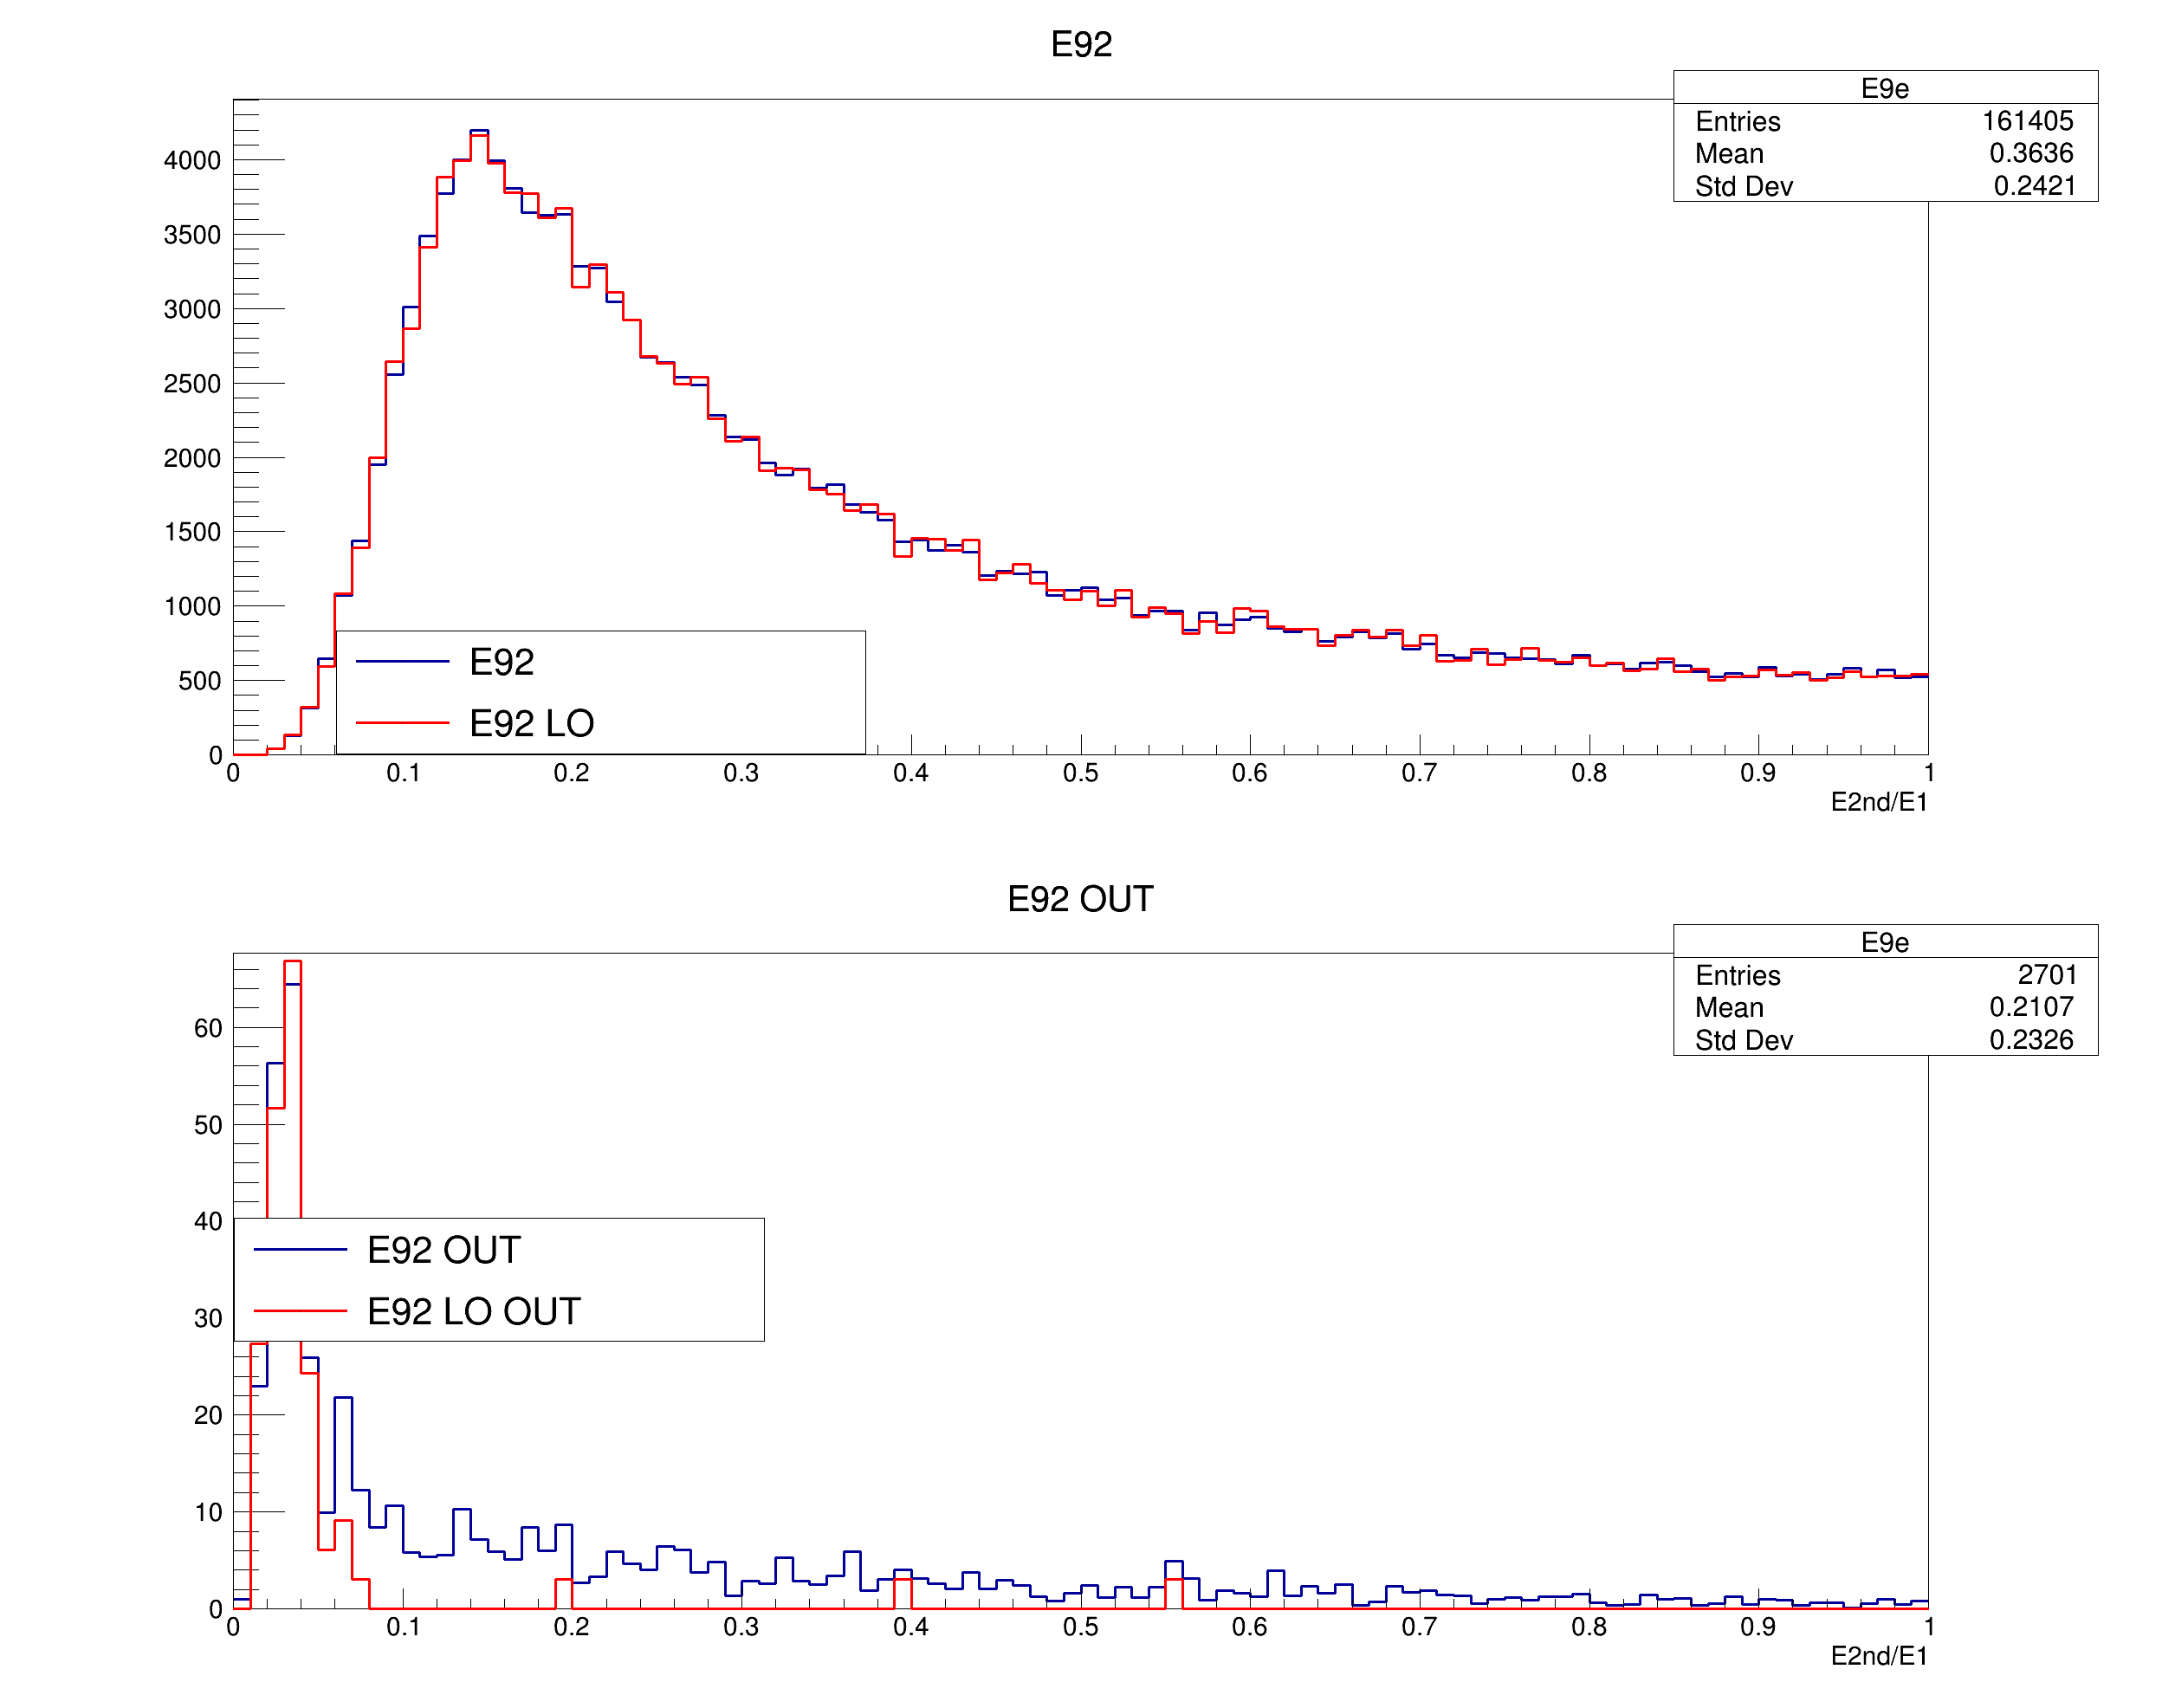 E92
E9e
Entries 161405
Mean 0.3636
Std Dev 0.2421
4000
3500
3000
2500
2000
1500
1000
500
0
E92
E92 LO
0 0.1 0.2 0.3 0.4 0.5 0.6 0.7 0.8 0.9 1
E2nd/E1
E92 OUT
E9e
Entries 2701
Mean 0.2107
Std Dev 0.2326
60
50
40
30
20
10
0
E92 OUT
E92 LO OUT
0 0.1 0.2 0.3 0.4 0.5 0.6 0.7 0.8 0.9 1
E2nd/E1